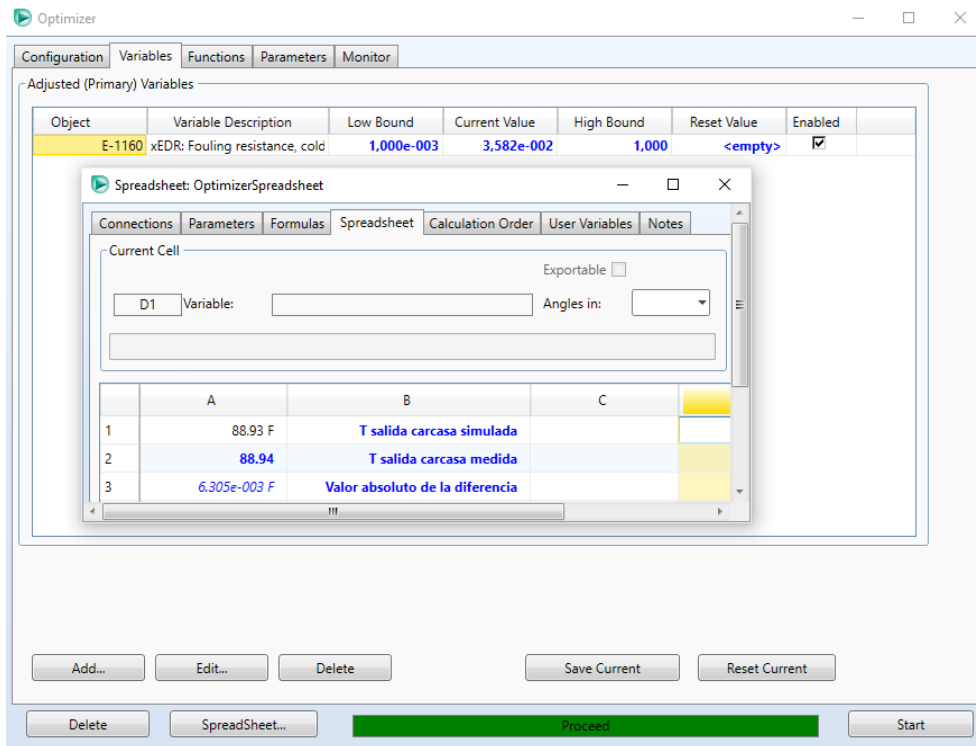 Optimizer
Configuration Variables Functions Parameters Monitor
Adjusted (Primary) Variables
Object Variable Description Low Bound Current Value High Bound Reset Value Enabled
E-1160 xEDR: Fouling resistance, cold 1,000e-003 3,582e-002 1,000 <empty>
Spreadsheet: OptimizerSpreadsheet
Connections Parameters Formulas Spreadsheet Calculation Order User Variables Notes
Current Cell
Exportable
D1 Variable: Angles in:
A B C
1 88.93 F T salida carcasa simulada
2 88.94 T salida carcasa medida
3 6.305e-003 F Valor absoluto de la diferencia
Add... Edit... Delete Save Current Reset Current
Delete SpreadSheet... Proceed Start